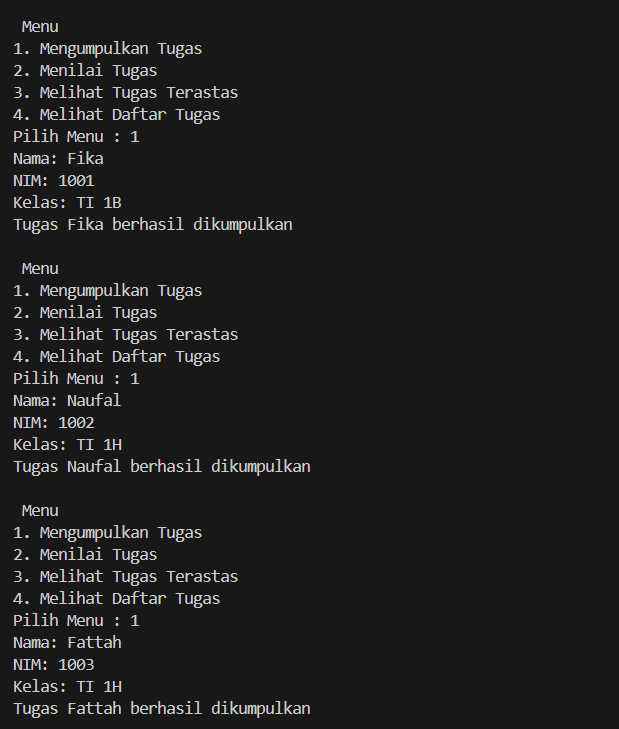 Menu
1. Mengumpulkan Tugas
2. Menilai Tugas
3. Melihat Tugas Terastas
4. Melihat Daftar Tugas
Pilih Menu : 1
Nama: Fika
NIM: 1001
Kelas: TI 1B
Tugas Fika berhasil dikumpulkan
Menu
1. Mengumpulkan Tugas
2. Menilai Tugas
3. Melihat Tugas Terastas
4. Melihat Daftar Tugas
Pilih Menu : 1
Nama: Naufal
NIM: 1002
Kelas: TI 1H
Tugas Naufal berhasil dikumpulkan
Menu
1. Mengumpulkan Tugas
2. Menilai Tugas
3. Melihat Tugas Terastas
4. Melihat Daftar Tugas
Pilih Menu : 1
Nama: Fattah
NIM: 1003
Kelas: TI 1H
Tugas Fattah berhasil dikumpulkan